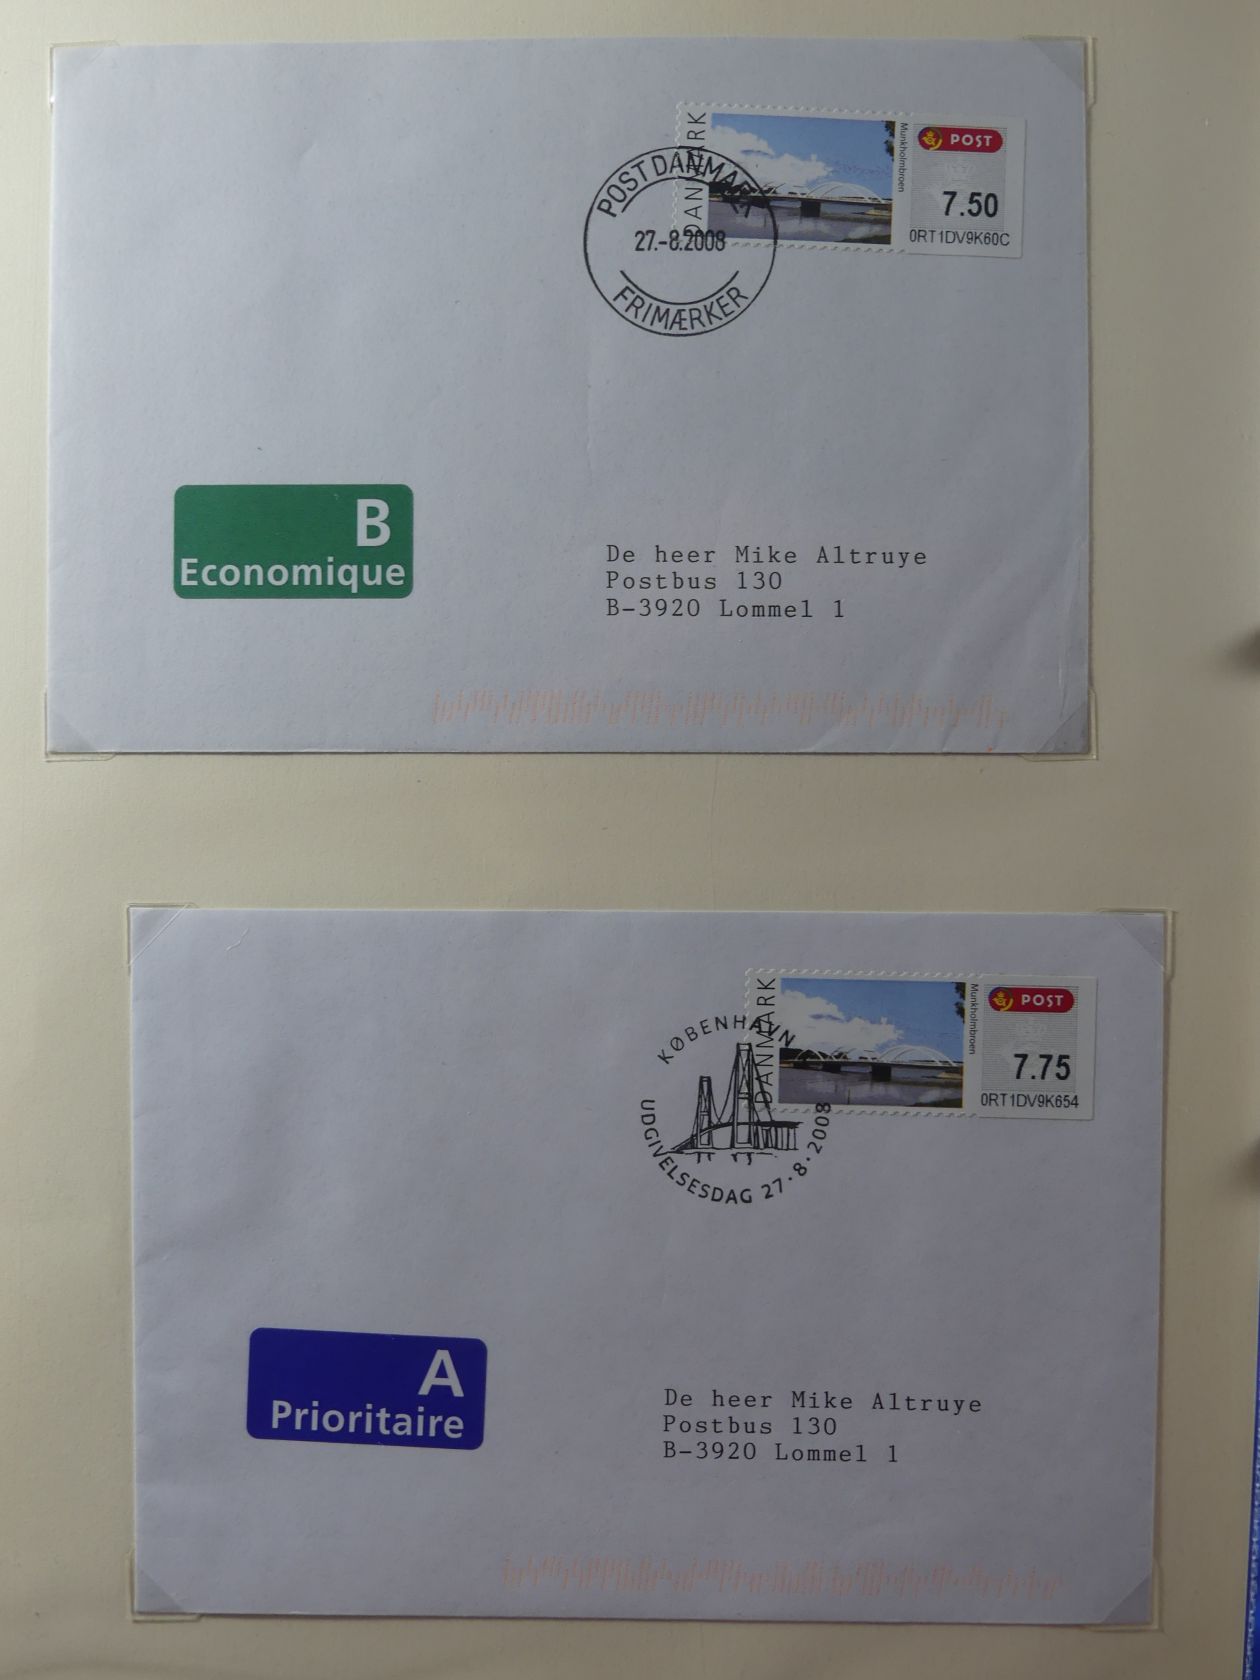 DANMARK
Munkholmbroen
POST
7.50
0RT1DV9K60C
POST DANMARK
27.-8.2008
FRIMÆRKER
B
Economique
De heer Mike Altruye
Postbus 130
B-3920 Lommel 1
DANMARK
Munkholmbroen
POST
7.75
0RT1DV9K654
KØBENHAVN
UDGIVELSESDAG 27.8.2008
A
Prioritaire
De heer Mike Altruye
Postbus 130
B-3920 Lommel 1